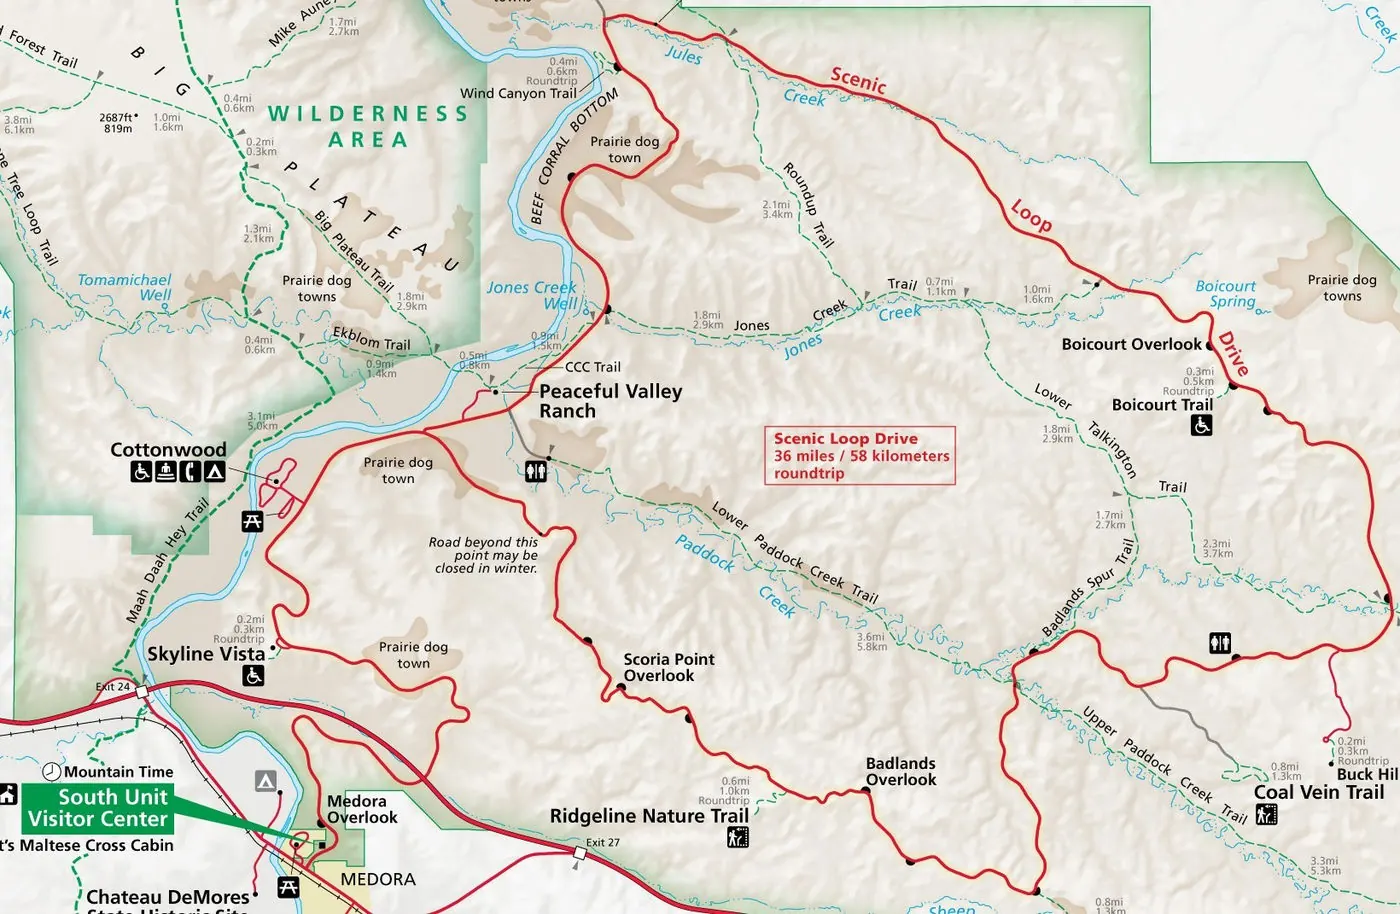 towns
Creek
Mike Auney
1.7mi
2.7km
Forest Trail
BIG
PLATEAU
WILDERNESS
AREA
0.4mi
0.6km
2687ft
819m
1.0mi
1.6km
3.8mi
6.1km
0.2mi
0.3km
Tree Loop Trail
1.3mi
2.1km
Big Plateau Trail
Prairie dog
towns
1.8mi
2.9km
Tomamichael
Well
Ekblom Trail
0.4mi
0.6km
0.9mi
1.4km
0.5mi
0.8km
3.1mi
5.0km
0.4mi
0.6km
Roundtrip
Wind Canyon Trail
BEEF CORRAL BOTTOM
Prairie dog
town
Jules
Creek
Scenic
Loop
Drive
Roundup Trail
2.1mi
3.4km
Jones Creek
Well
0.9mi
1.5km
CCC Trail
Peaceful Valley
Ranch
1.8mi
2.9km
Jones
Creek
Trail
Jones
Creek
0.7mi
1.1km
1.0mi
1.6km
Boicourt
Spring
Prairie dog
towns
Boicourt Overlook
0.3mi
0.5km
Roundtrip
Boicourt Trail
Lower
Talkington
Trail
1.8mi
2.9km
1.7mi
2.7km
2.3mi
3.7km
Scenic Loop Drive
36 miles / 58 kilometers
roundtrip
Cottonwood
Prairie dog
town
Maah Daah Hey Trail
Road beyond this
point may be
closed in winter.
Lower Paddock Creek Trail
Paddock
Creek
Badlands Spur Trail
3.6mi
5.8km
0.2mi
0.3km
Roundtrip
Skyline Vista
Prairie dog
town
Scoria Point
Overlook
Exit 24
Upper Paddock Creek Trail
0.2mi
0.3km
Roundtrip
Buck Hil
0.8mi
1.3km
Coal Vein Trail
Mountain Time
South Unit
Visitor Center
Medora
Overlook
Badlands
Overlook
0.6mi
1.0km
Roundtrip
Ridgeline Nature Trail
t's Maltese Cross Cabin
Exit 27
MEDORA
Chateau DeMores
State Historic Site
3.3mi
5.3km
0.8mi
1.3km
Sheep